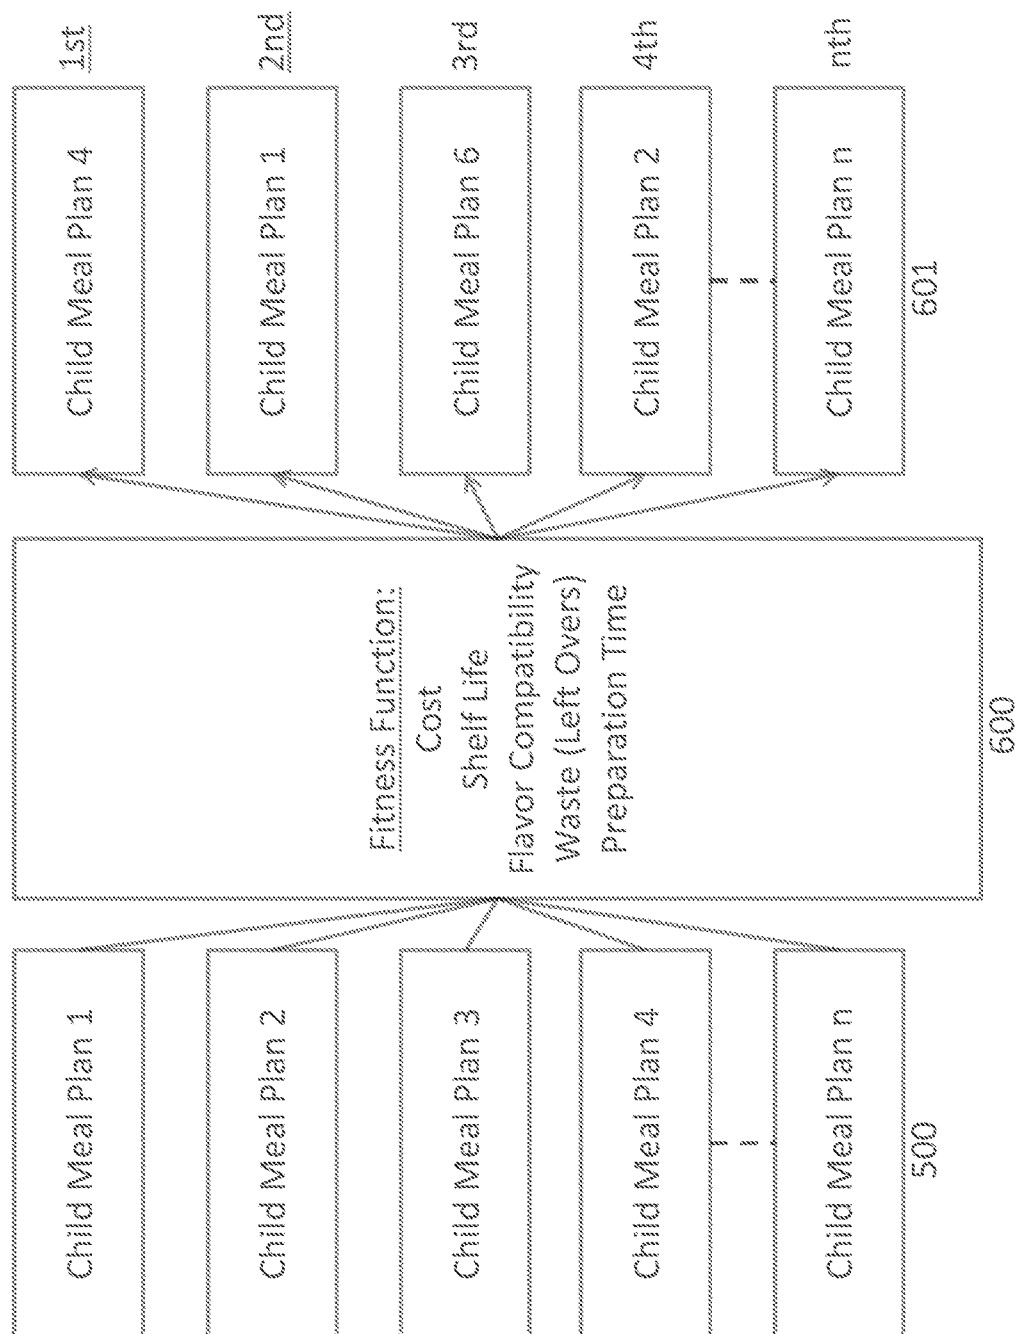 Child Meal Plan 1
Child Meal Plan 2
Child Meal Plan 3
Child Meal Plan 4
Child Meal Plan n
500
Fitness Function:
Cost
Shelf Life
Flavor Compatibility
Waste (Left Overs)
Preparation Time
600
Child Meal Plan 4
1st
Child Meal Plan 1
2nd
Child Meal Plan 6
3rd
Child Meal Plan 2
4th
Child Meal Plan n
nth
601